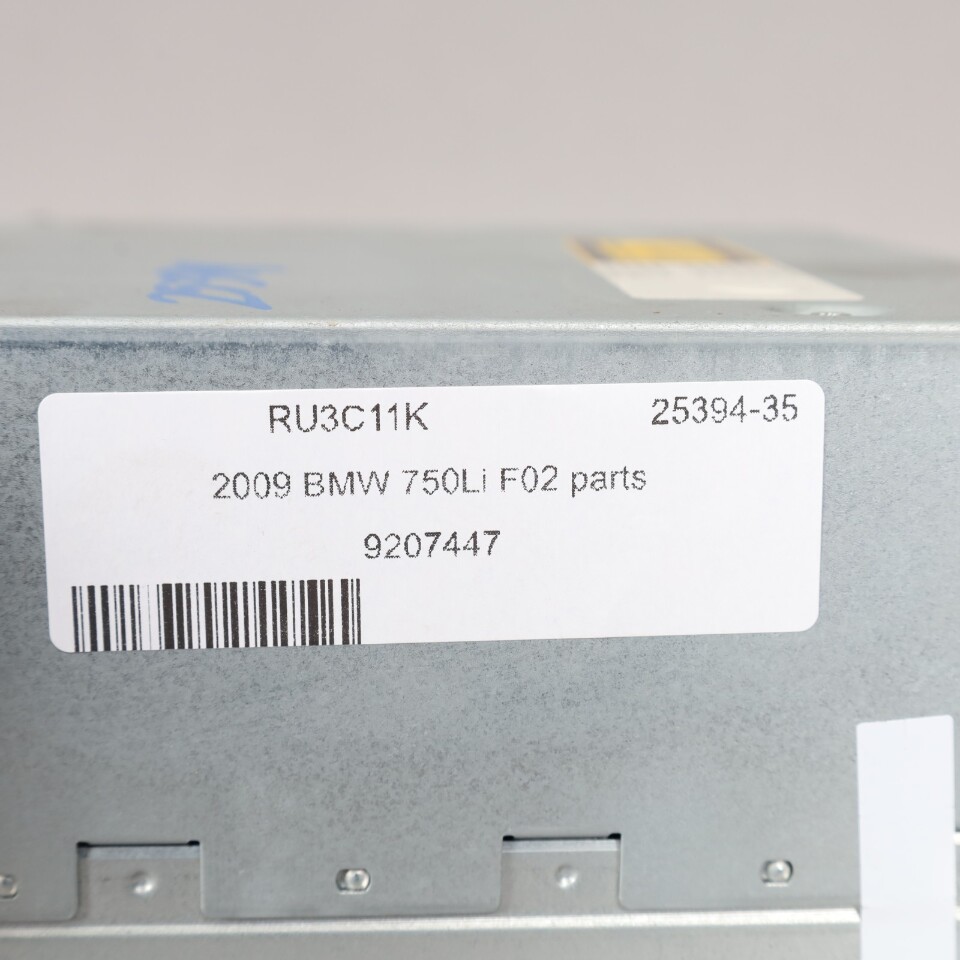 RU3C11K 25394-35
2009 BMW 750Li F02 parts
9207447